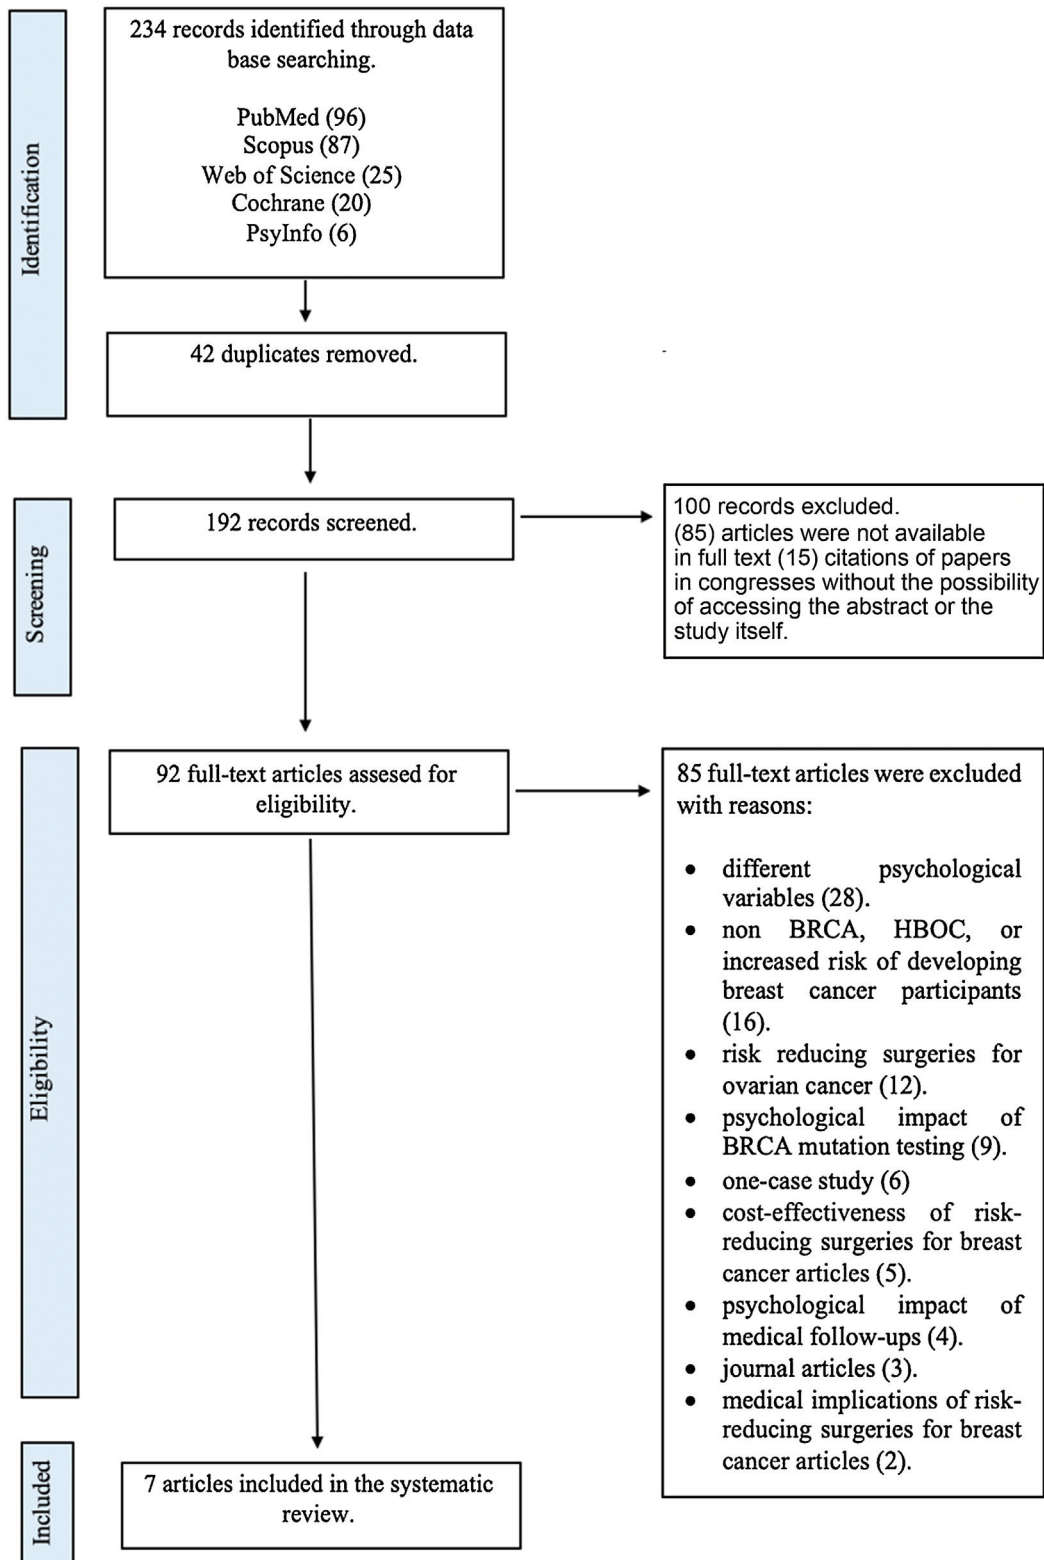 Identification
234 records identified through data
base searching.
PubMed (96)
Scopus (87)
Web of Science (25)
Cochrane (20)
PsyInfo (6)
42 duplicates removed.
Screening
192 records screened.
100 records excluded.
(85) articles were not available
in full text (15) citations of papers
in congresses without the possibility
of accessing the abstract or the
study itself.
Eligibility
92 full-text articles assesed for
eligibility.
85 full-text articles were excluded
with reasons:
• different psychological
variables (28).
• non BRCA, HBOC, or
increased risk of developing
breast cancer participants
(16).
• risk reducing surgeries for
ovarian cancer (12).
• psychological impact of
BRCA mutation testing (9).
• one-case study (6)
• cost-effectiveness of risk-
reducing surgeries for breast
cancer articles (5).
• psychological impact of
medical follow-ups (4).
• journal articles (3).
• medical implications of risk-
reducing surgeries for breast
cancer articles (2).
Included
7 articles included in the systematic
review.